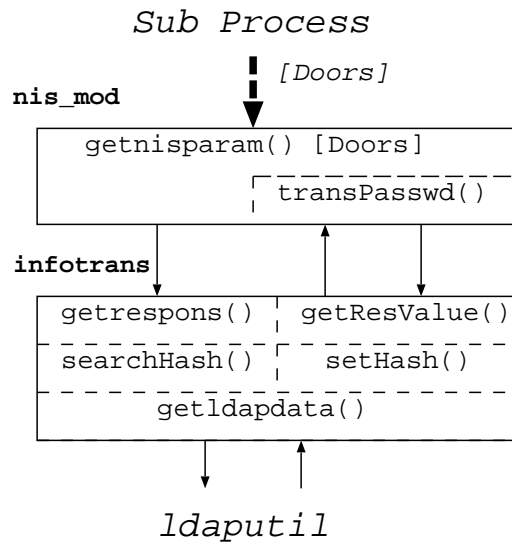 Sub Process
[Doors]
nis_mod
getnisparam() [Doors]
transPasswd()
infotrans
getrespons() getResValue()
searchHash() setHash()
getldapdata()
ldaputil